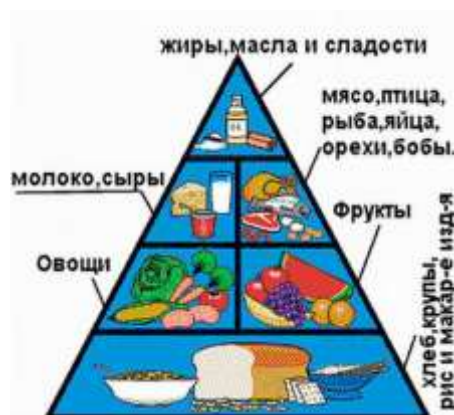 жиры,масла и сладости
мясо,птица,
рыба,яйца,
орехи,бобы.
молоко,сыры
Фрукты
Овощи
хлеб,крупы,
рис и макар-е изд-я